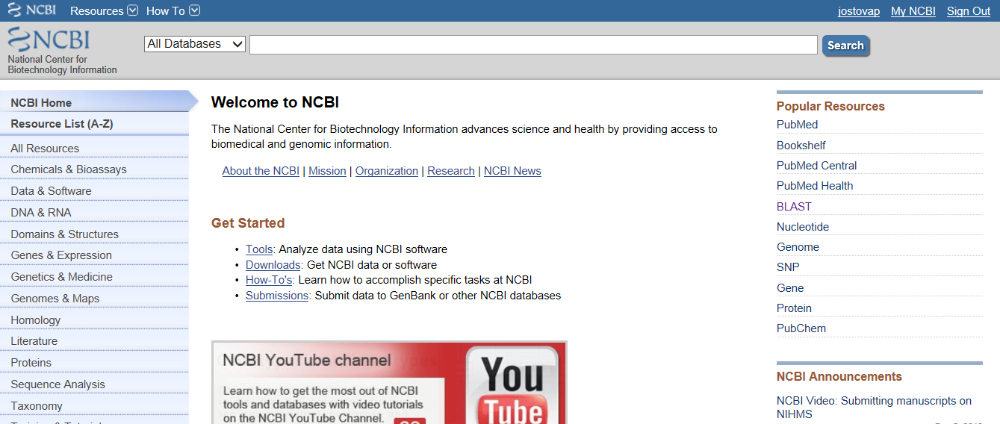 NCBI Resources How To jostovap My NCBI Sign Out
NCBI
National Center for
Biotechnology Information
All Databases Search
NCBI Home
Resource List (A-Z)
All Resources
Chemicals & Bioassays
Data & Software
DNA & RNA
Domains & Structures
Genes & Expression
Genetics & Medicine
Genomes & Maps
Homology
Literature
Proteins
Sequence Analysis
Taxonomy
Welcome to NCBI
The National Center for Biotechnology Information advances science and health by providing access to
biomedical and genomic information.
About the NCBI | Mission | Organization | Research | NCBI News
Get Started
• Tools: Analyze data using NCBI software
• Downloads: Get NCBI data or software
• How-To's: Learn how to accomplish specific tasks at NCBI
• Submissions: Submit data to GenBank or other NCBI databases
NCBI YouTube channel
Learn how to get the most out of NCBI
tools and databases with video tutorials
on the NCBI YouTube Channel.
You
Tube
Popular Resources
PubMed
Bookshelf
PubMed Central
PubMed Health
BLAST
Nucleotide
Genome
SNP
Gene
Protein
PubChem
NCBI Announcements
NCBI Video: Submitting manuscripts on
NIHMS